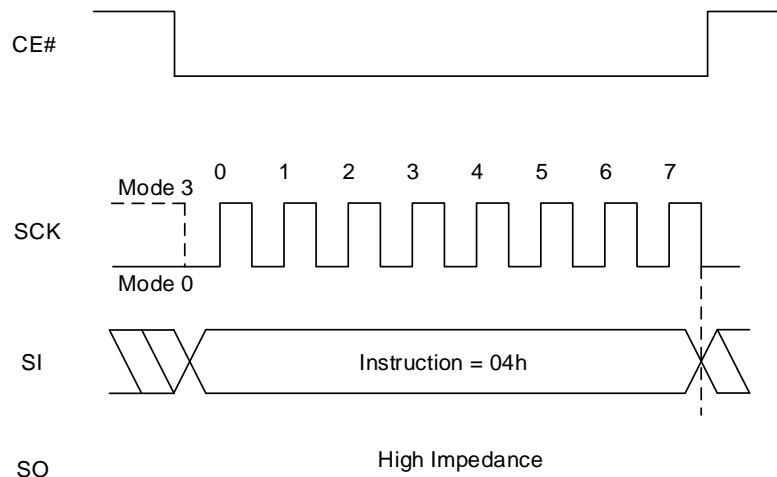 CE#
0 1 2 3 4 5 6 7
Mode 3
SCK
Mode 0
SI
Instruction = 04h
High Impedance
SO